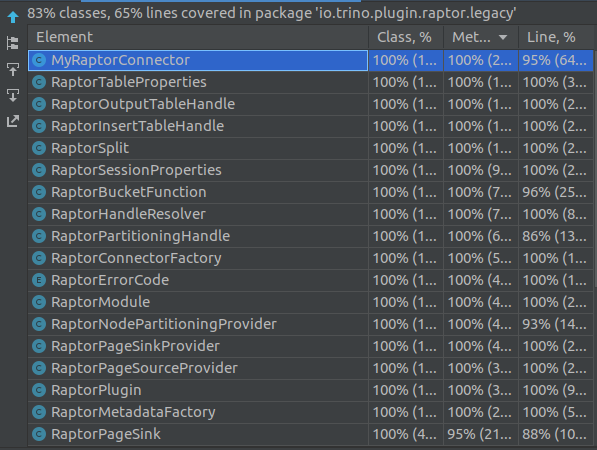 83% classes, 65% lines covered in package 'io.trino.plugin.raptor.legacy'
Element Class, % Met... Line, %
MyRaptorConnector 100% (1... 100% (2... 95% (64...
RaptorTableProperties 100% (1... 100% (1... 100% (3...
RaptorOutputTableHandle 100% (1... 100% (1... 100% (2...
RaptorInsertTableHandle 100% (1... 100% (1... 100% (2...
RaptorSplit 100% (1... 100% (1... 100% (2...
RaptorSessionProperties 100% (1... 100% (9... 100% (2...
RaptorBucketFunction 100% (1... 100% (7... 96% (25...
RaptorHandleResolver 100% (1... 100% (7... 100% (8...
RaptorPartitioningHandle 100% (1... 100% (6... 86% (13...
RaptorConnectorFactory 100% (1... 100% (5... 100% (2...
RaptorErrorCode 100% (1... 100% (4... 100% (2...
RaptorModule 100% (1... 100% (4... 100% (2...
RaptorNodePartitioningProvider 100% (1... 100% (4... 93% (14...
RaptorPageSinkProvider 100% (1... 100% (4... 100% (2...
RaptorPageSourceProvider 100% (1... 100% (3... 100% (2...
RaptorPlugin 100% (1... 100% (3... 100% (9...
RaptorMetadataFactory 100% (1... 100% (2... 100% (5...
RaptorPageSink 100% (4... 95% (21... 88% (10...